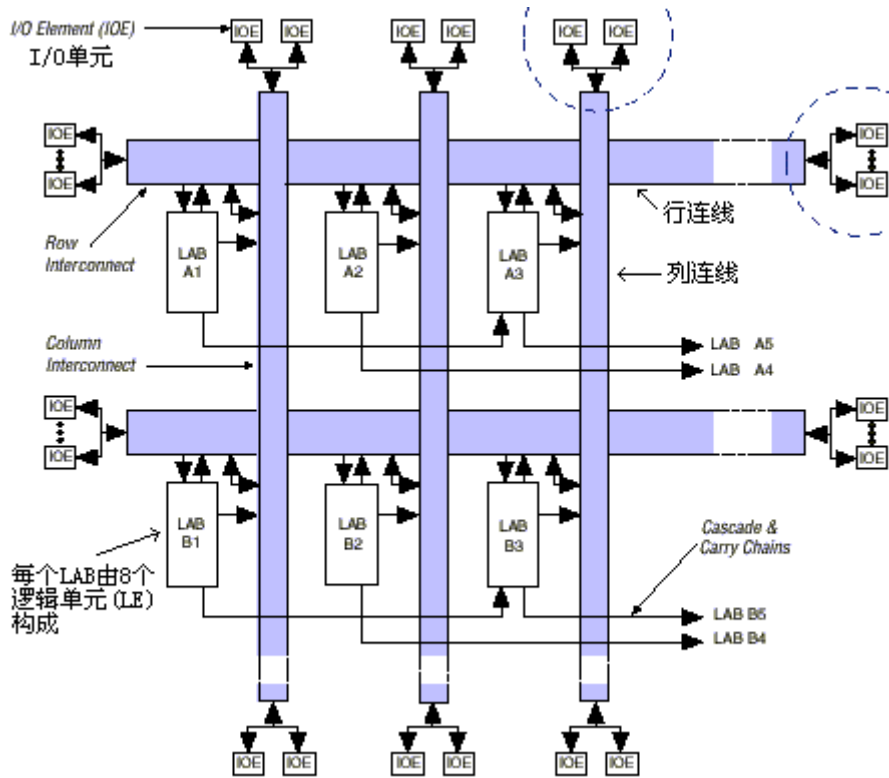 I/O Element (IOE)
I/O单元
IOE IOE IOE IOE IOE IOE
IOE IOE
IOE IOE
行连线
Row
Interconnect
LAB
A1
LAB
A2
LAB
A3
列连线
Column
Interconnect
LAB A5
LAB A4
IOE IOE
IOE IOE
LAB
B1
LAB
B2
LAB
B3
Cascade &
Carry Chains
每个LAB由8个
逻辑单元(LE)
构成
LAB B5
LAB B4
IOE IOE IOE IOE IOE IOE